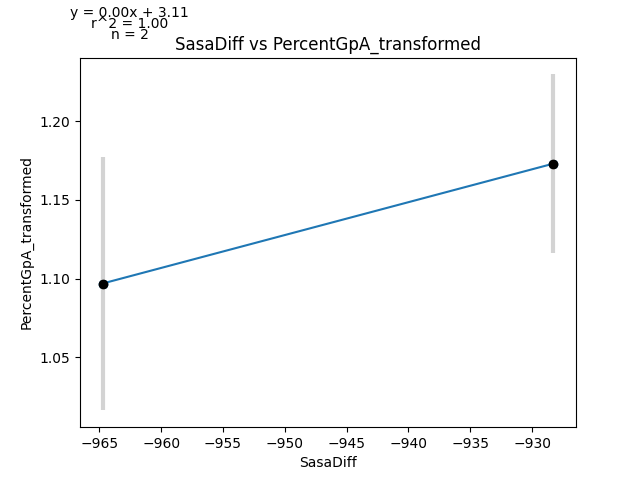 y = 0.00x + 3.11
r^2 = 1.00
n = 2
SasaDiff vs PercentGpA_transformed
1.20
1.15
1.10
1.05
PercentGpA_transformed
−965 −960 −955 −950 −945 −940 −935 −930
SasaDiff